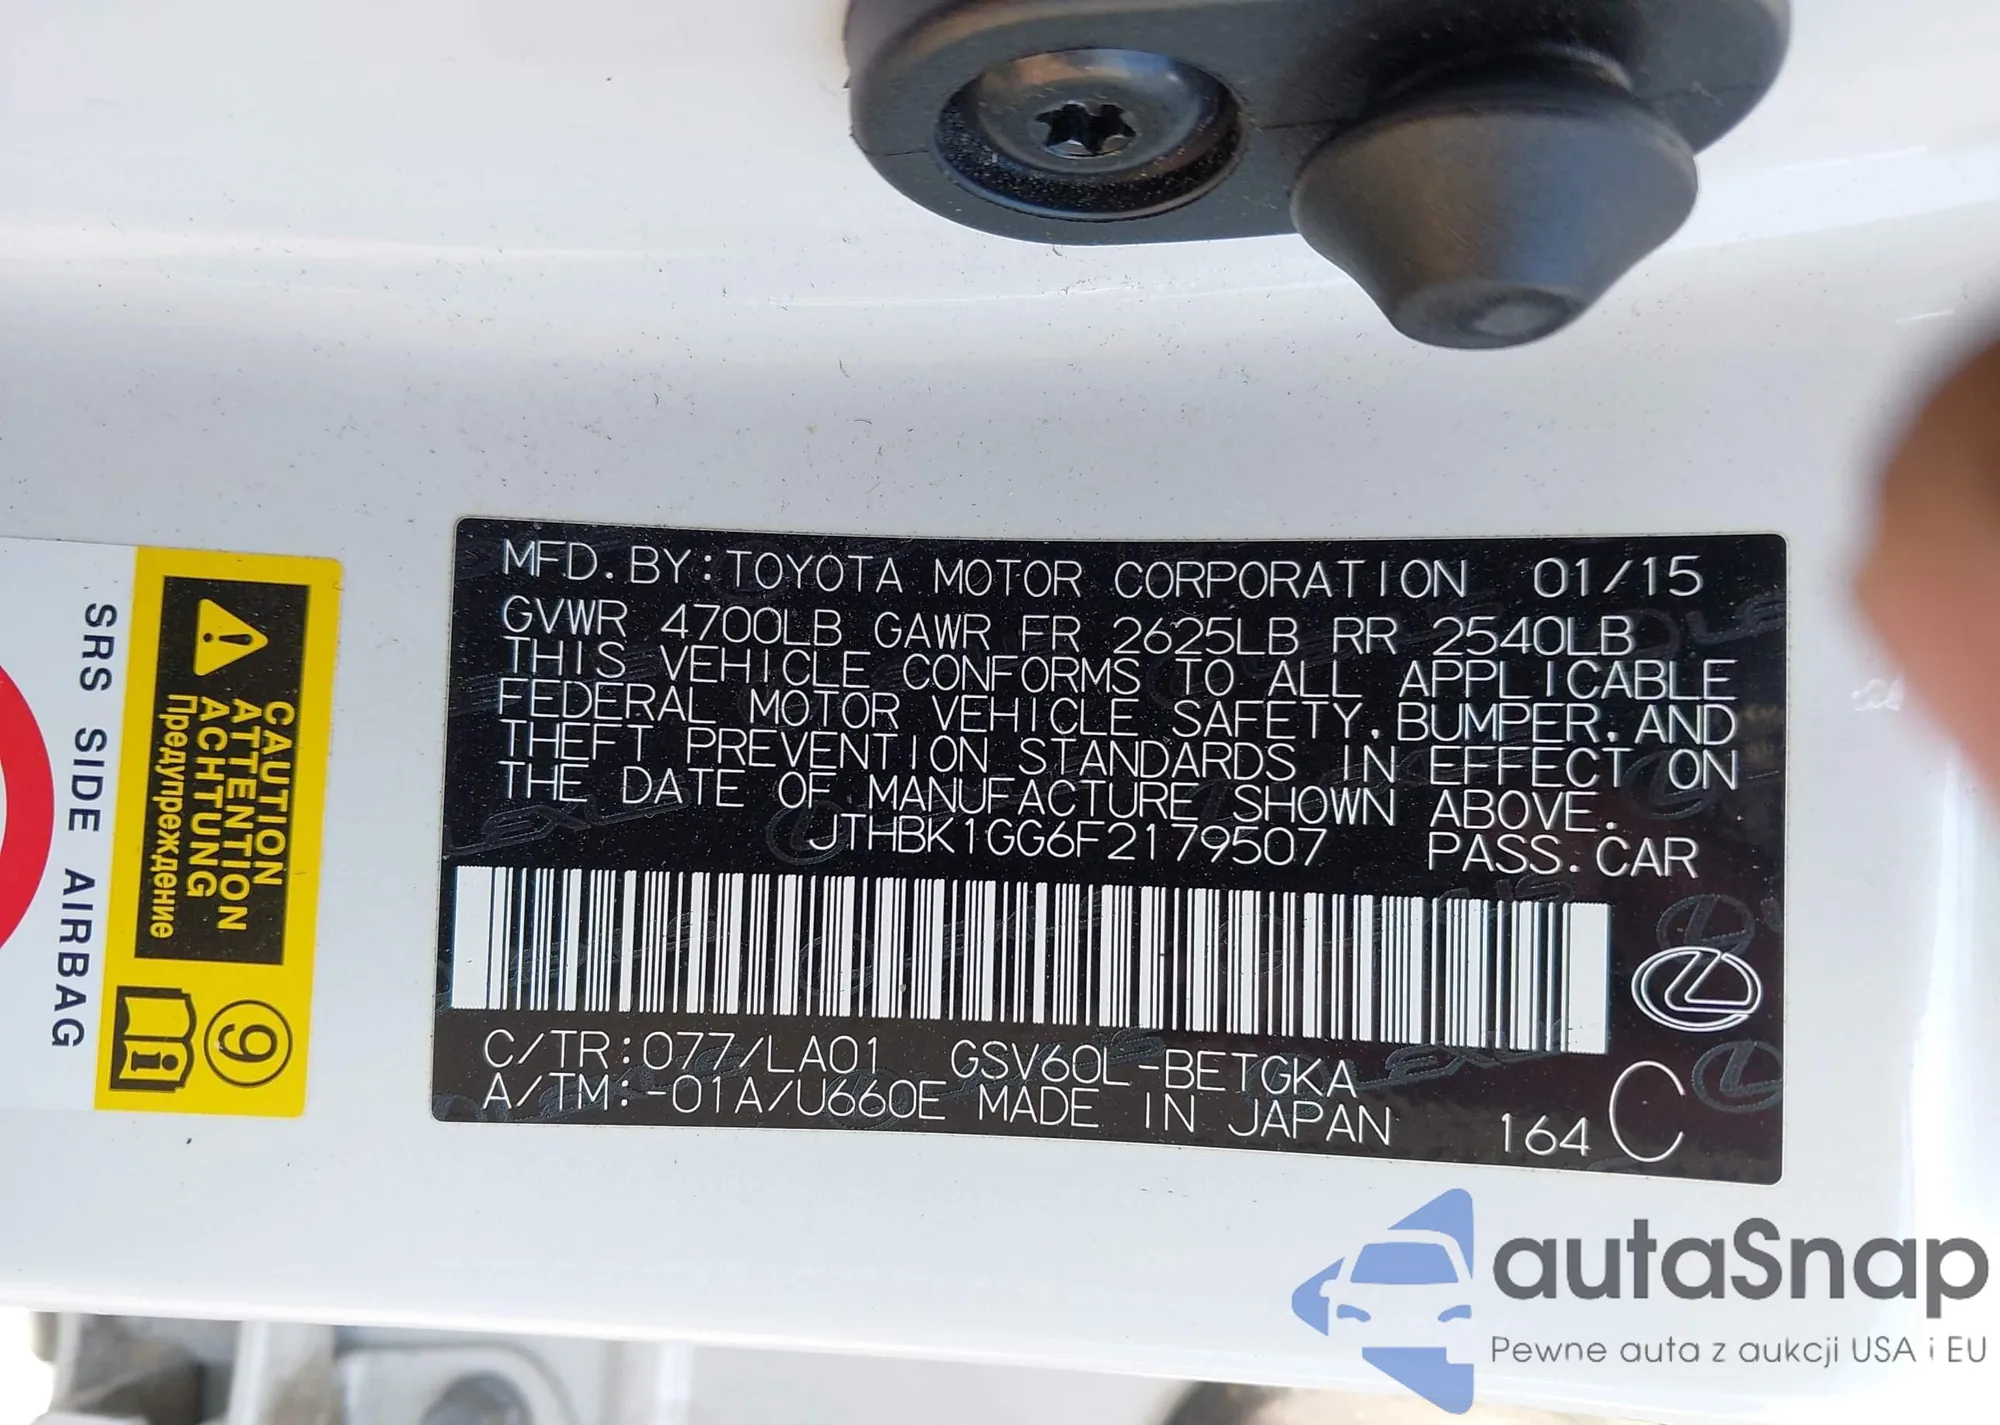 MFD.BY:TOYOTA MOTOR CORPORATION 01/15
GVWR 4700LB GAWR FR 2625LB RR 2540LB
THIS VEHICLE CONFORMS TO ALL APPLICABLE
FEDERAL MOTOR VEHICLE SAFETY,BUMPER,AND
THEFT PREVENTION STANDARDS IN EFFECT ON
THE DATE OF MANUFACTURE SHOWN ABOVE.
JTHBK1GG6F2179507 PASS.CAR
C/TR:077/LA01 GSV60L-BETGKA
A/TM:-01A/U660E MADE IN JAPAN 164 C
CAUTION
ATTENTION
ACHTUNG
Предупреждение
9
SRS SIDE AIRBAG
autaSnap
Pewne auta z aukcji USA i EU